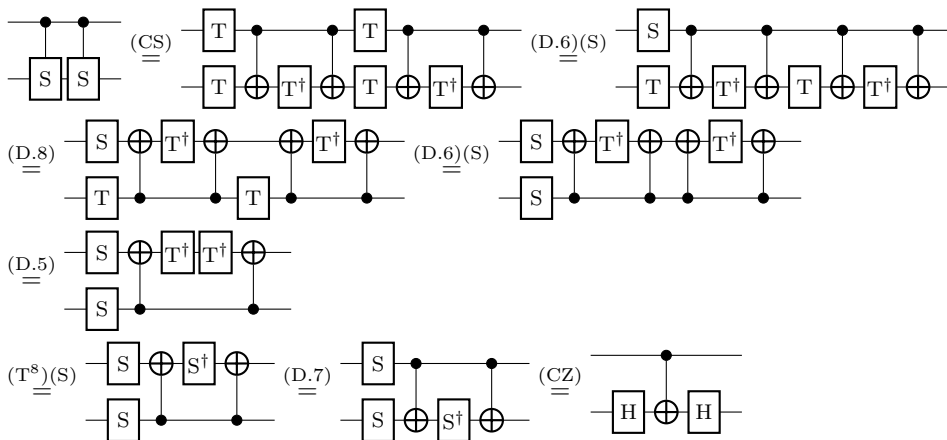 (CS) = T T (D.6)(S) = S
S S T T† T T† T T† T T†
(D.8) = S T† T† (D.6)(S) = S T† T†
T T S
(D.5) = S T† T†
S
(T⁸)(S) = S S† (D.7) = S (CZ) =
S S S† H H